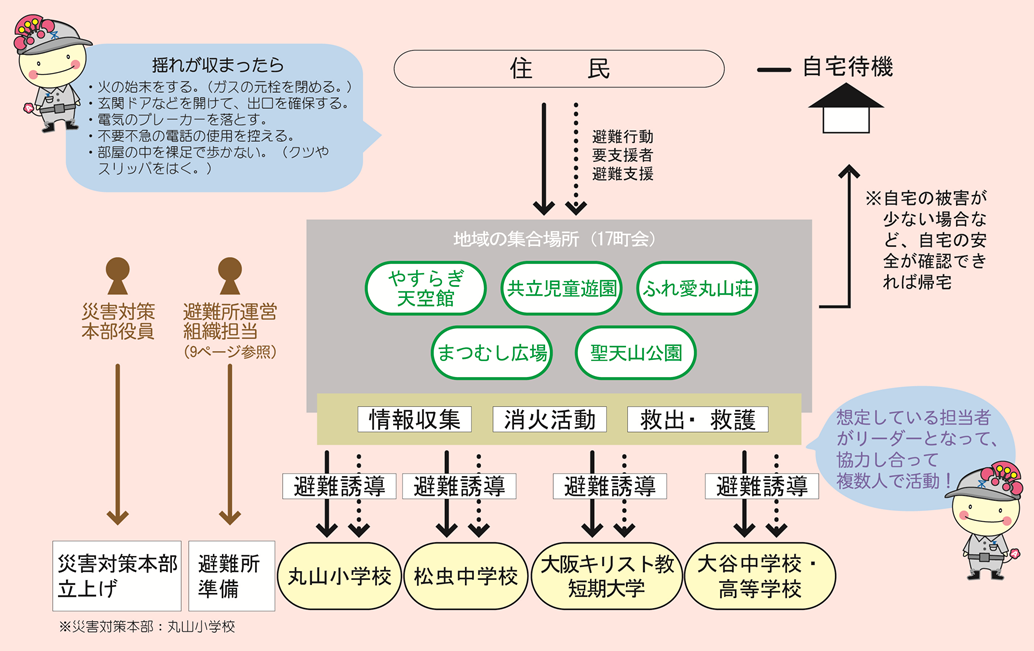 揺れが収まったら
・火の始末をする。（ガスの元栓を閉める。）
・玄関ドアなどを開けて、出口を確保する。
・電気のブレーカーを落とす。
・不要不急の電話の使用を控える。
・部屋の中を裸足で歩かない。（クツや
スリッパをはく。）
住　民
自宅待機
避難行動
要支援者
避難支援
※自宅の被害が
少ない場合な
ど、自宅の安
全が確認でき
れば帰宅
地域の集合場所（17町会）
やすらぎ
天空館
共立児童遊園
ふれ愛丸山荘
まつむし広場
聖天山公園
災害対策
本部役員
避難所運営
組織担当
（9ページ参照）
情報収集
消火活動
救出・救護
想定している担当者
がリーダーとなって、
協力し合って
複数人で活動！
避難誘導
避難誘導
避難誘導
避難誘導
災害対策本部
立上げ
避難所
準備
丸山小学校
松虫中学校
大阪キリスト教
短期大学
大谷中学校・
高等学校
※災害対策本部：丸山小学校